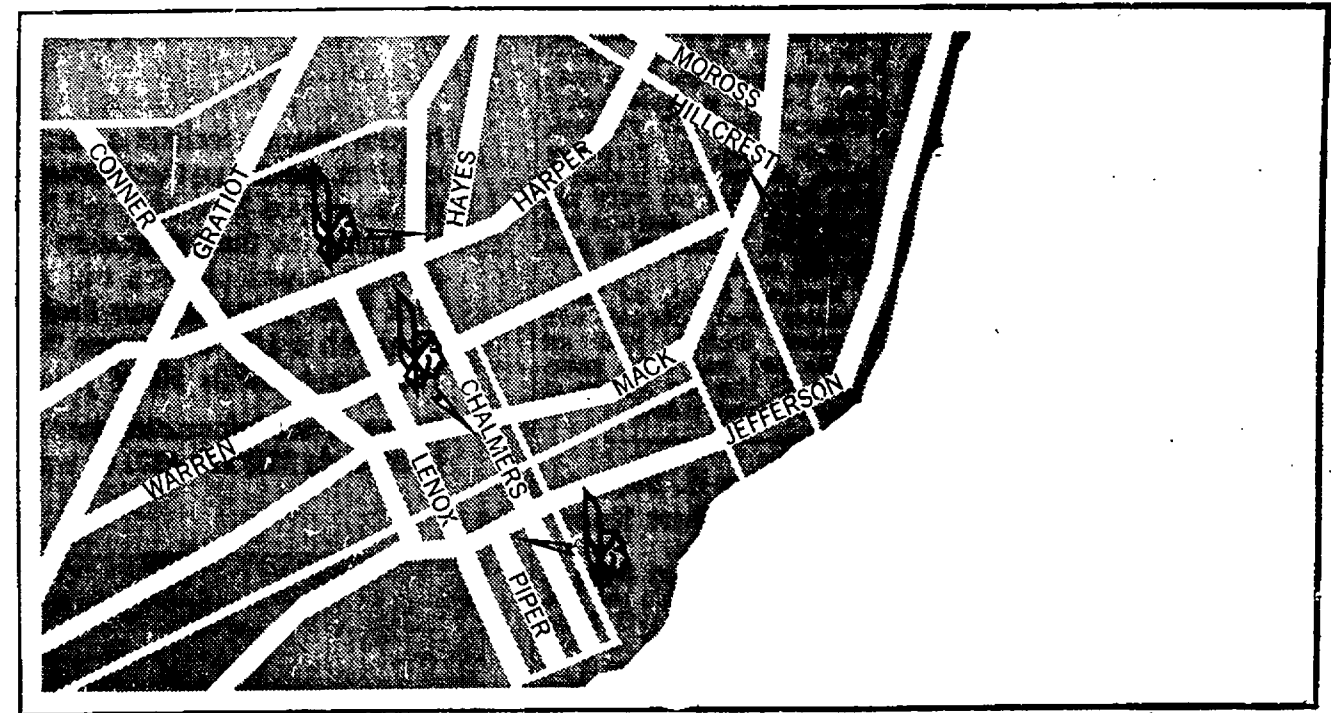 MOROSS
HILLCREST
CONNER
GRATIOT
HAYES
HARPER
MACK
CHALMERS
JEFFERSON
WARREN
LENOX
PIPER